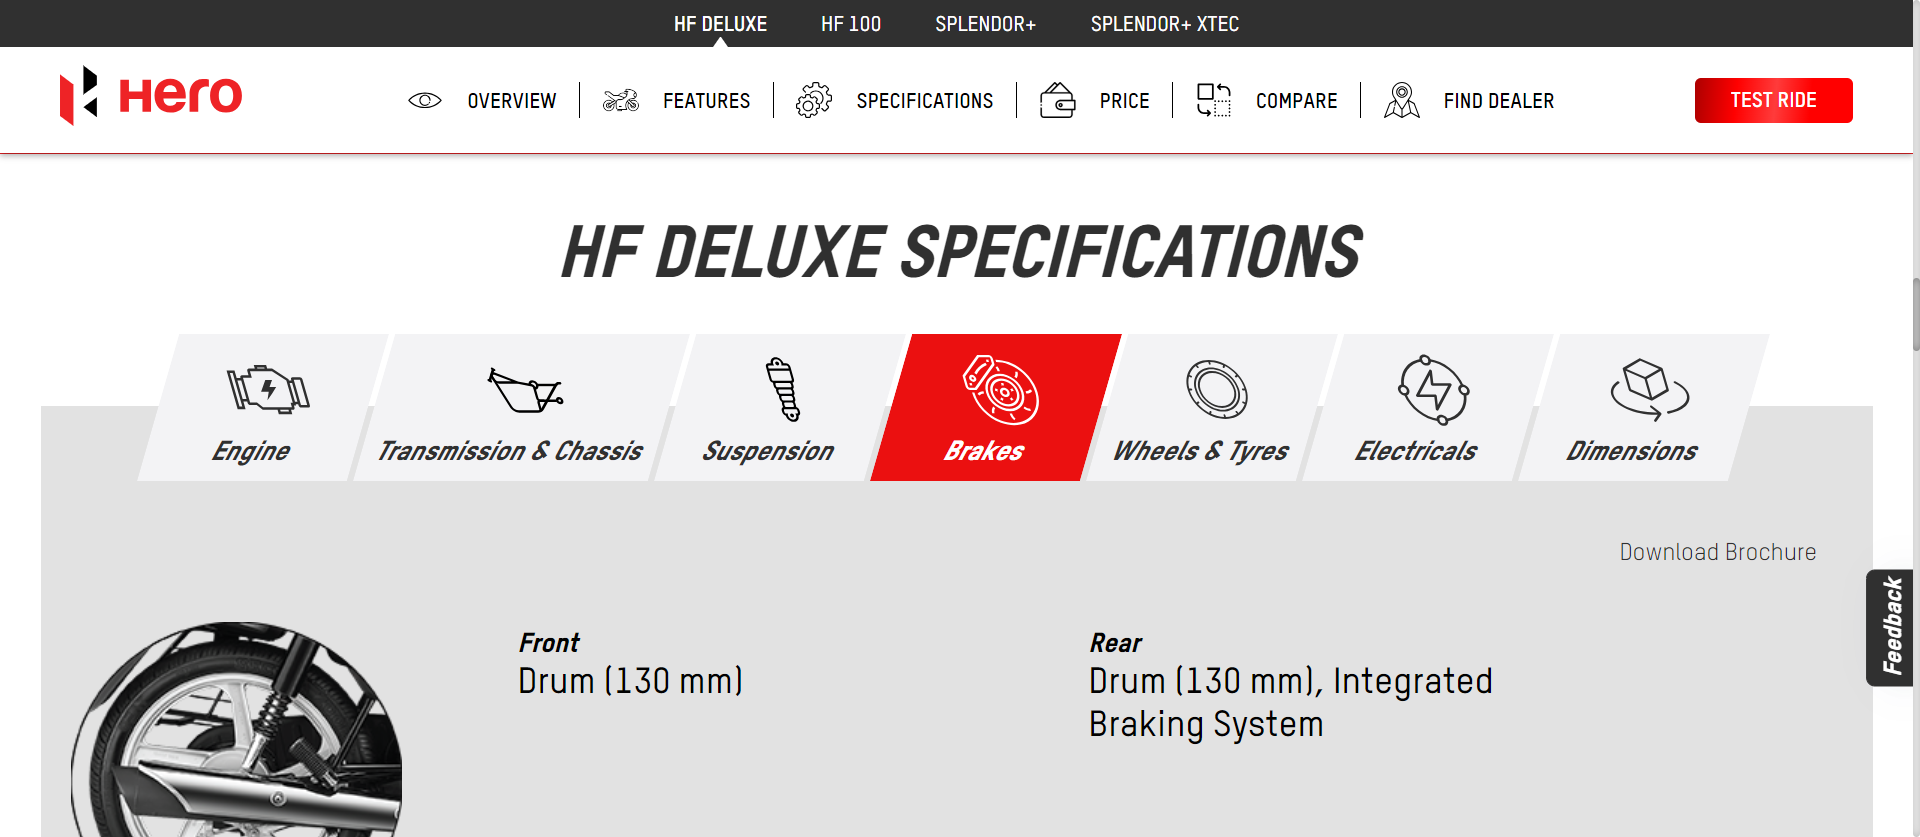 HF DELUXE HF 100 SPLENDOR+ SPLENDOR+ XTEC
Hero OVERVIEW FEATURES SPECIFICATIONS PRICE COMPARE FIND DEALER TEST RIDE
HF DELUXE SPECIFICATIONS
Engine Transmission & Chassis Suspension Brakes Wheels & Tyres Electricals Dimensions
Download Brochure
Feedback
Front
Drum (130 mm)
Rear
Drum (130 mm), Integrated
Braking System